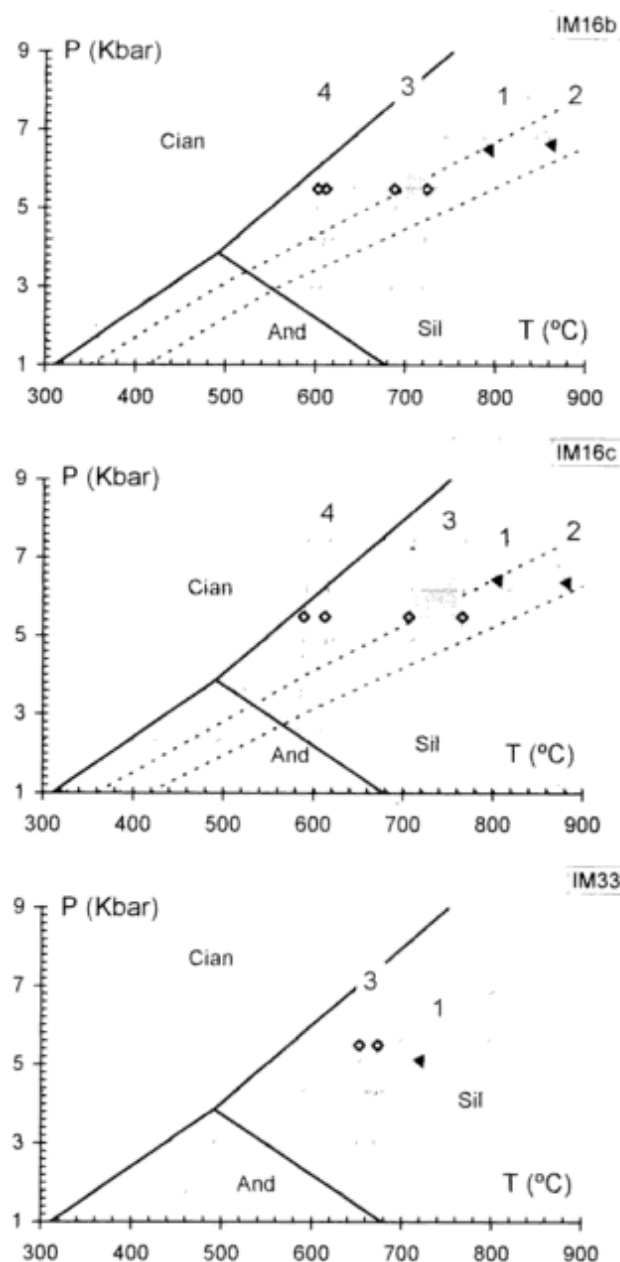 IM16b
9 P (Kbar)
4 3 1 2
7
Cian
5
3
And Sil T (ºC)
1
300 400 500 600 700 800 900
IM16c
9 P (Kbar)
4 3 1 2
7
Cian
5
3
And Sil T (ºC)
1
300 400 500 600 700 800 900
IM33
9 P (Kbar)
Cian
7 3 1
5
Sil
3
And T (ºC)
1
300 400 500 600 700 800 900